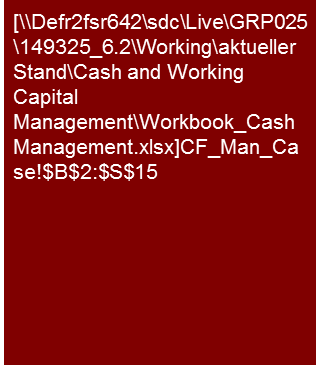 [\\Defr2fsr642\sdc\Live\GRP025
\149325_6.2\Working\aktueller
Stand\Cash and Working
Capital
Management\Workbook_Cash
Management.xlsx]CF_Man_Ca
se!$B$2:$S$15